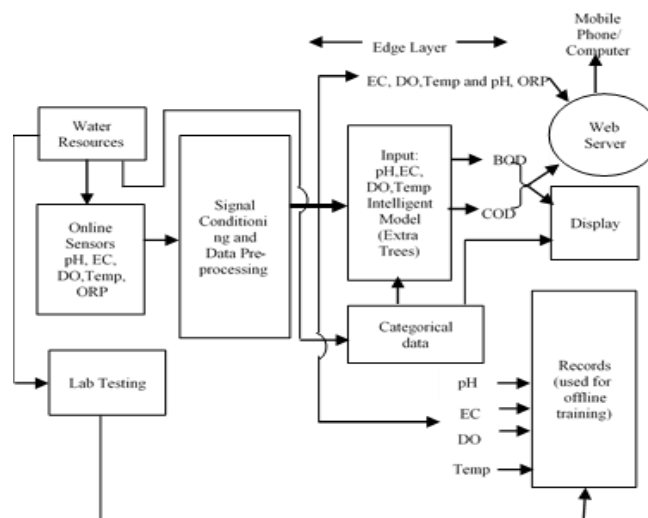 Mobile
Phone/
Computer
Edge Layer
EC, DO,Temp and pH, ORP
Web
Server
Water
Resources
Input:
pH,EC,
DO,Temp
Intelligent
Model
(Extra
Trees)
BOD
COD
Signal
Conditioni
ng and
Data Pre-
processing
Online
Sensors
pH, EC,
DO,Temp,
ORP
Display
Categorical
data
Lab Testing
pH
EC
DO
Temp
Records
(used for
offline
training)